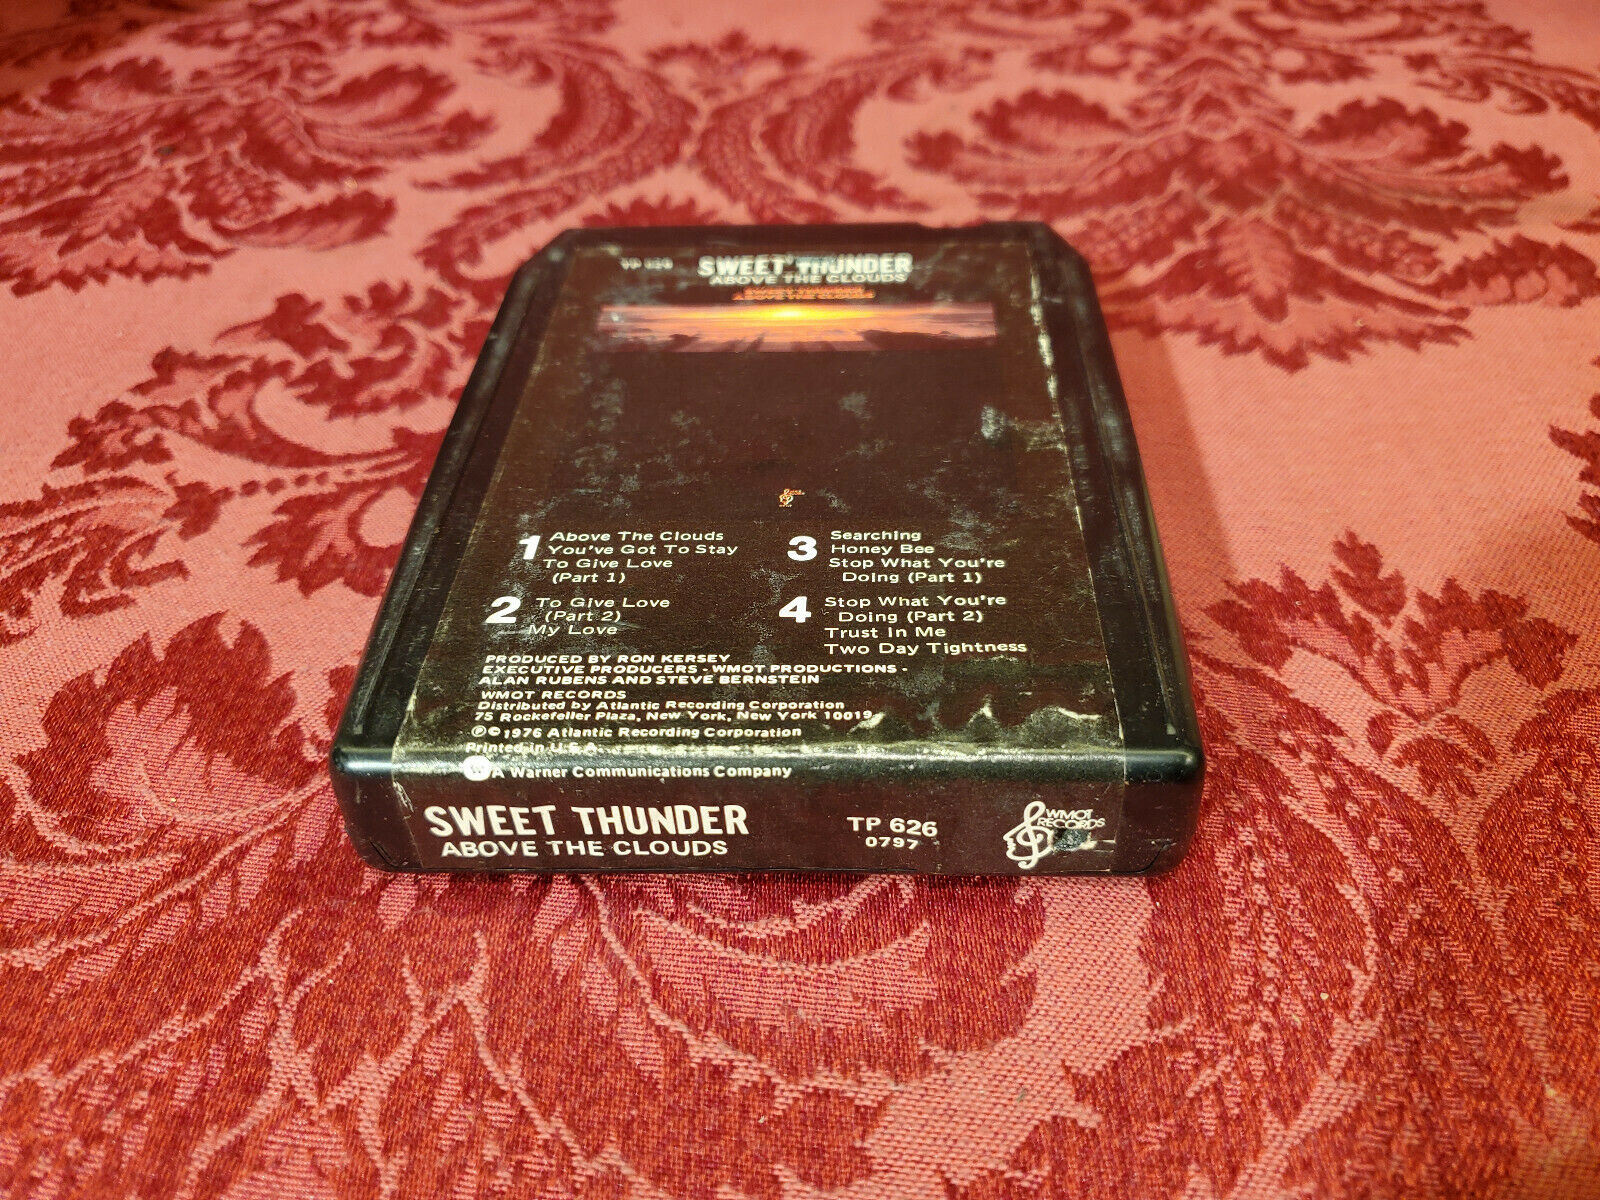 SWEET THUNDER
ABOVE THE CLOUDS
SWEET THUNDER
ABOVE THE CLOUDS
1 Above The Clouds
You've Got To Stay
To Give Love
(Part 1)
2 To Give Love
(Part 2)
My Love
3 Searching
Honey Bee
Stop What You're
Doing (Part 1)
4 Stop What You're
Doing (Part 2)
Trust In Me
Two Day Tightness
PRODUCED BY RON KERSEY
EXECUTIVE PRODUCERS - WMOT PRODUCTIONS -
ALAN RUBENS AND STEVE BERNSTEIN
WMOT RECORDS
Distributed by Atlantic Recording Corporation
75 Rockefeller Plaza, New York, New York 10019
℗©1976 Atlantic Recording Corporation
Printed in U.S.A.
A Warner Communications Company
SWEET THUNDER
ABOVE THE CLOUDS
TP 626
0797
WMOT
RECORDS